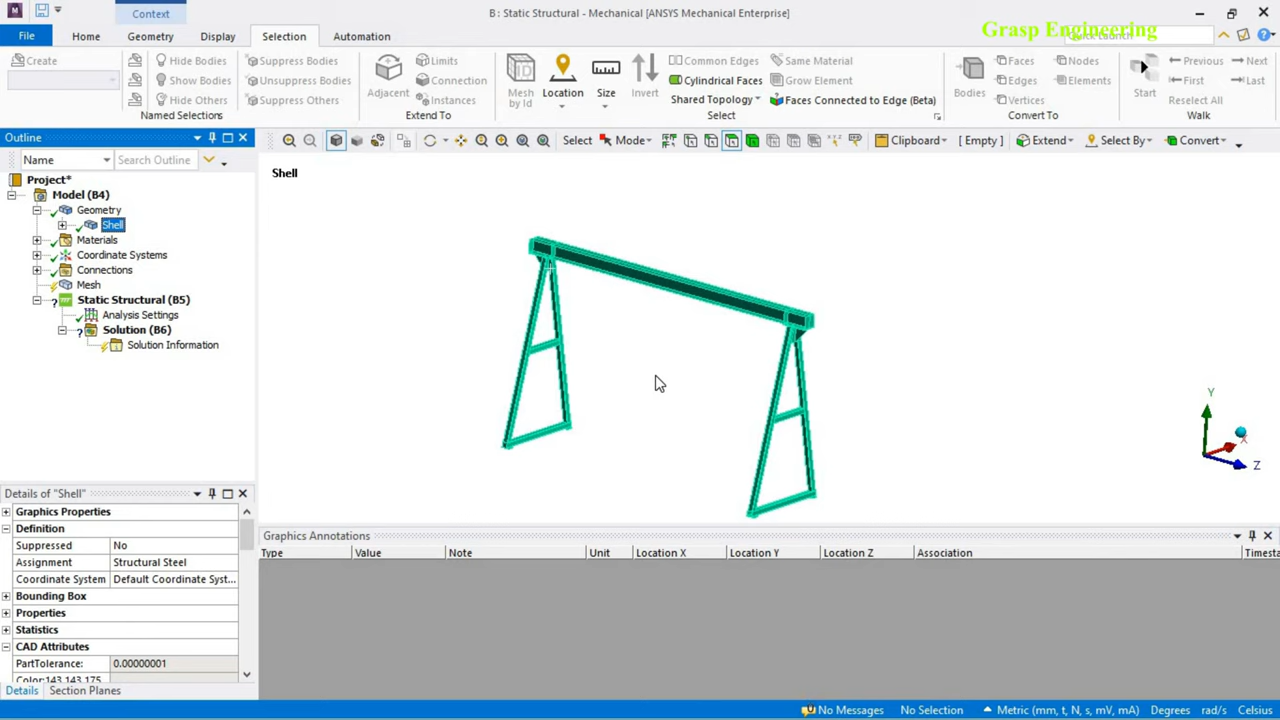 Context
B : Static Structural - Mechanical [ANSYS Mechanical Enterprise]
Grasp Engineering
File Home Geometry Display Selection Automation
Create
Hide Bodies
Show Bodies
Hide Others
Suppress Bodies
Unsuppress Bodies
Suppress Others
Named Selections
Adjacent
Limits
Connection
Instances
Extend To
Mesh by Id
Location
Size
Invert
Common Edges
Cylindrical Faces
Shared Topology
Same Material
Grow Element
Faces Connected to Edge (Beta)
Select
Bodies
Faces
Edges
Vertices
Nodes
Elements
Convert To
Start
Previous
First
Reselect All
Next
Last
Walk
Outline
Select Mode Clipboard [ Empty ] Extend Select By Convert
Name Search Outline
Project*
Model (B4)
Geometry
Shell
Materials
Coordinate Systems
Connections
Mesh
Static Structural (B5)
Analysis Settings
Solution (B6)
Solution Information
Shell
Y
X
Z
Details of "Shell"
Graphics Properties
Definition
Suppressed No
Assignment Structural Steel
Coordinate System Default Coordinate Syst...
Bounding Box
Properties
Statistics
CAD Attributes
PartTolerance: 0.00000001
Color:143.143.175
Details Section Planes
Graphics Annotations
Type Value Note Unit Location X Location Y Location Z Association Timesta
No Messages No Selection Metric (mm, t, N, s, mV, mA) Degrees rad/s Celsius